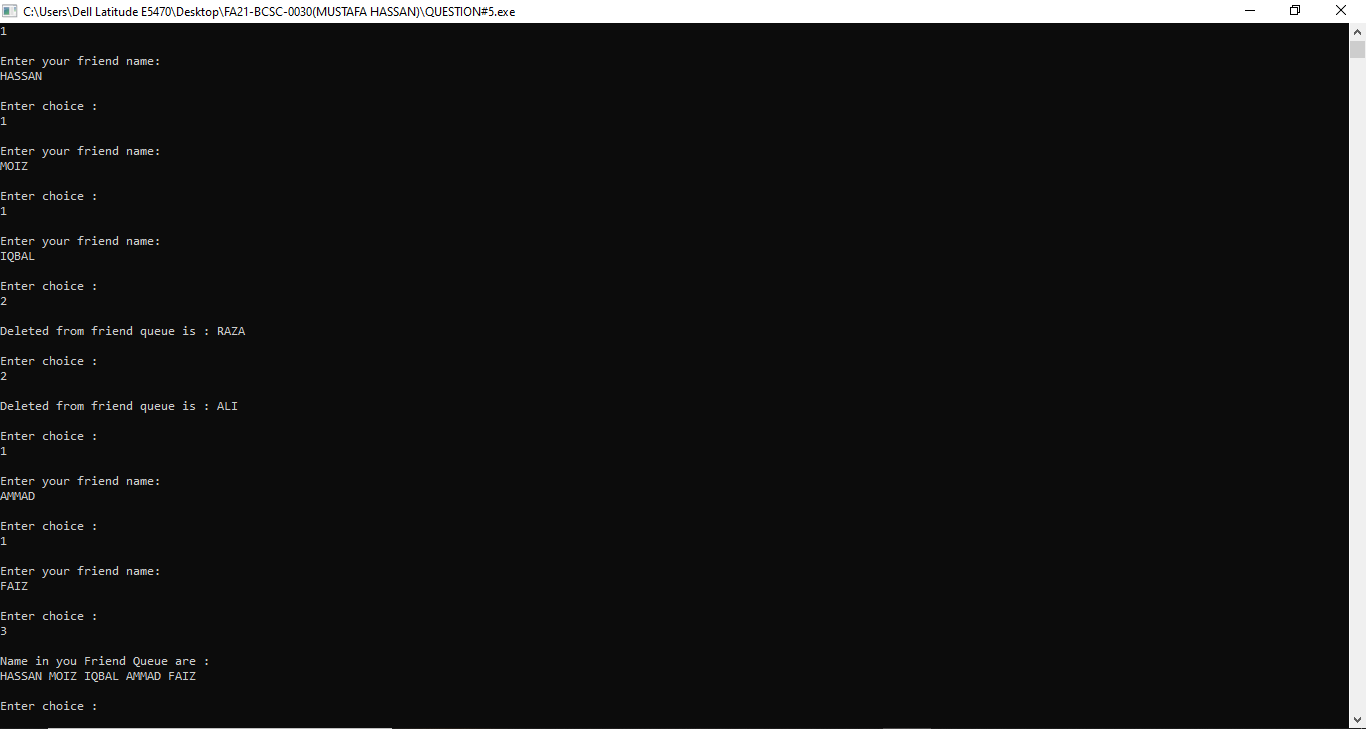 C:\Users\Dell Latitude E5470\Desktop\FA21-BCSC-0030(MUSTAFA HASSAN)\QUESTION#5.exe
1
Enter your friend name:
HASSAN
Enter choice :
1
Enter your friend name:
MOIZ
Enter choice :
1
Enter your friend name:
IQBAL
Enter choice :
2
Deleted from friend queue is : RAZA
Enter choice :
2
Deleted from friend queue is : ALI
Enter choice :
1
Enter your friend name:
AMMAD
Enter choice :
1
Enter your friend name:
FAIZ
Enter choice :
3
Name in you Friend Queue are :
HASSAN MOIZ IQBAL AMMAD FAIZ
Enter choice :